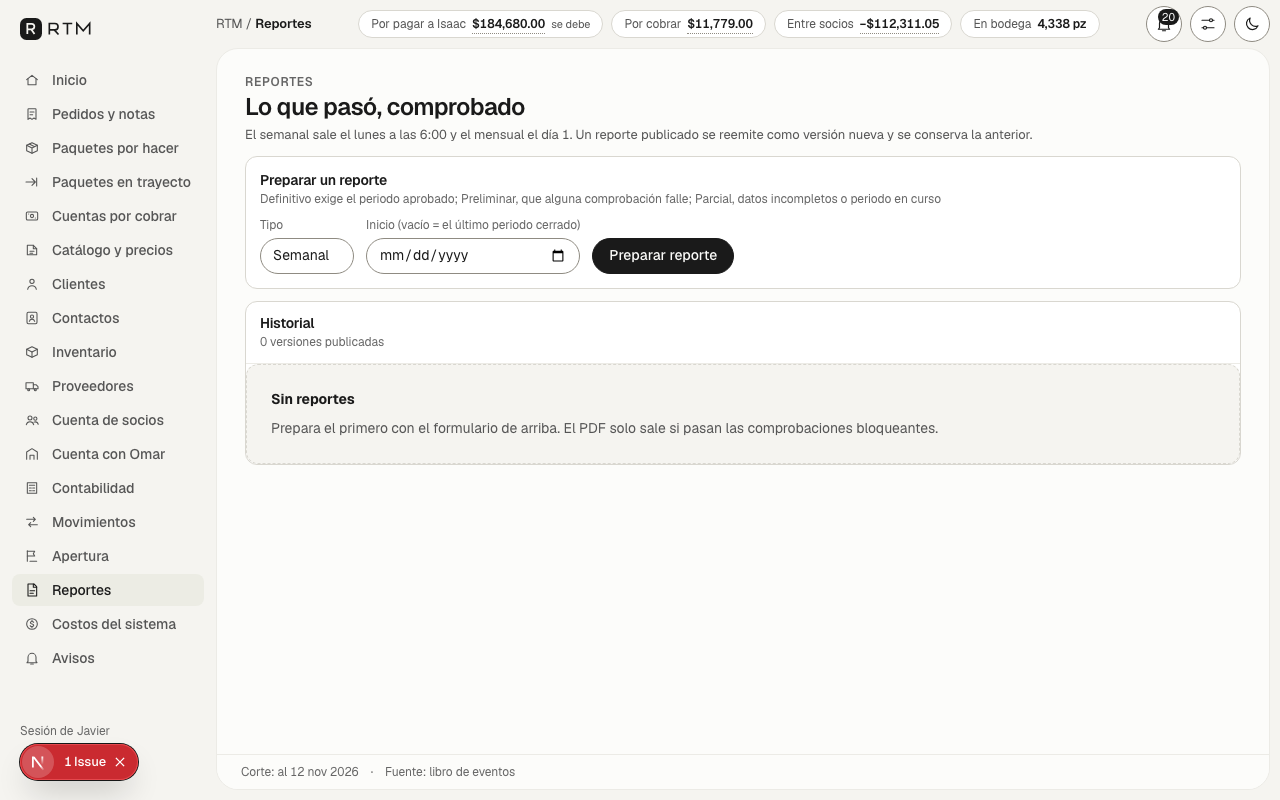 R RTM
RTM / Reportes
Por pagar a Isaac $184,680.00 se debe
Por cobrar $11,779.00
Entre socios −$112,311.05
En bodega 4,338 pz
20
Inicio
Pedidos y notas
Paquetes por hacer
Paquetes en trayecto
Cuentas por cobrar
Catálogo y precios
Clientes
Contactos
Inventario
Proveedores
Cuenta de socios
Cuenta con Omar
Contabilidad
Movimientos
Apertura
Reportes
Costos del sistema
Avisos
Sesión de Javier
N 1 Issue
REPORTES
Lo que pasó, comprobado
El semanal sale el lunes a las 6:00 y el mensual el día 1. Un reporte publicado se reemite como versión nueva y se conserva la anterior.
Preparar un reporte
Definitivo exige el periodo aprobado; Preliminar, que alguna comprobación falle; Parcial, datos incompletos o periodo en curso
Tipo
Inicio (vacío = el último periodo cerrado)
Semanal
mm/dd/yyyy
Preparar reporte
Historial
0 versiones publicadas
Sin reportes
Prepara el primero con el formulario de arriba. El PDF solo sale si pasan las comprobaciones bloqueantes.
Corte: al 12 nov 2026 · Fuente: libro de eventos